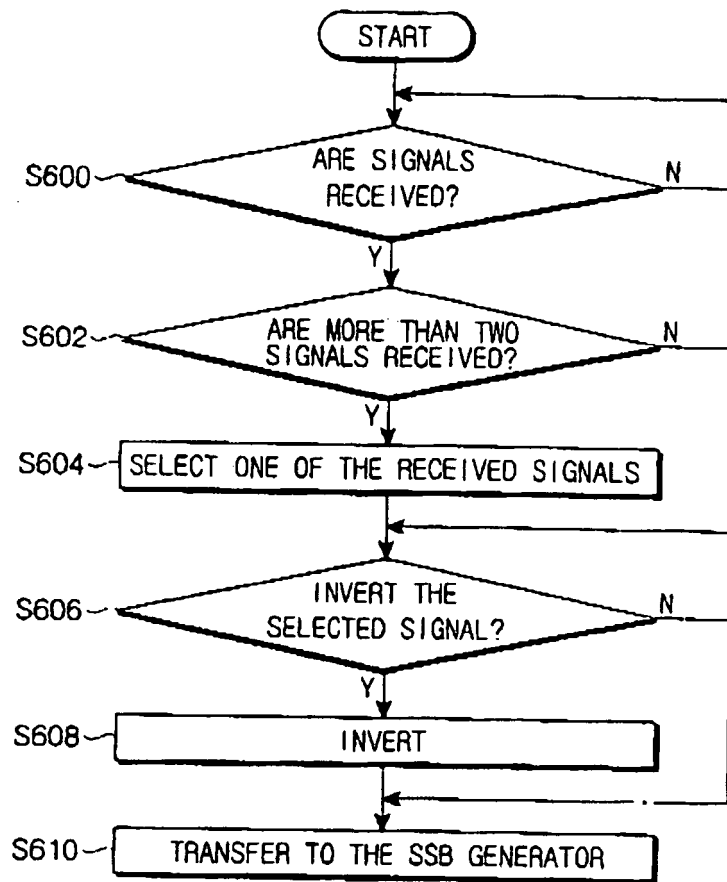 START
S600
ARE SIGNALS
RECEIVED?
N
Y
S602
ARE MORE THAN TWO
SIGNALS RECEIVED?
N
Y
S604
SELECT ONE OF THE RECEIVED SIGNALS
S606
INVERT THE
SELECTED SIGNAL?
N
Y
S608
INVERT
S610
TRANSFER TO THE SSB GENERATOR